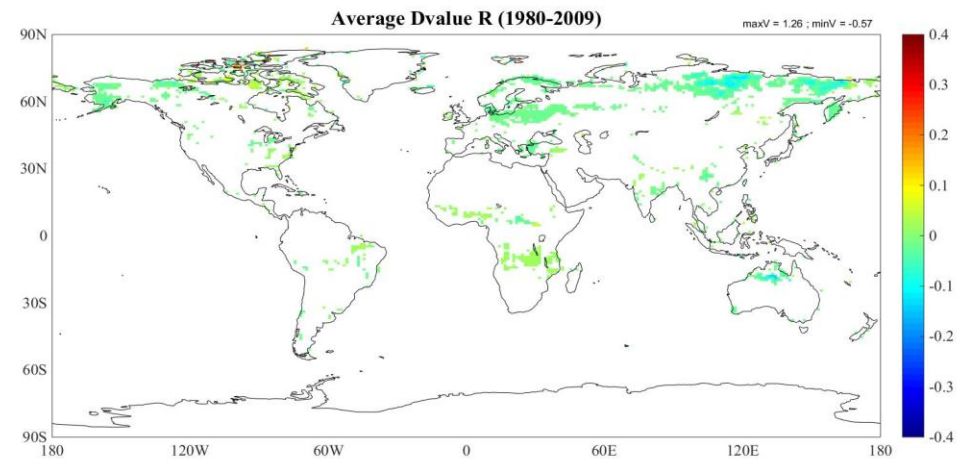 Average Dvalue R (1980-2009)
maxV = 1.26 ; minV = -0.57
90N
60N
30N
0
30S
60S
90S
180
120W
60W
0
60E
120E
180
0.4
0.3
0.2
0.1
0
-0.1
-0.2
-0.3
-0.4